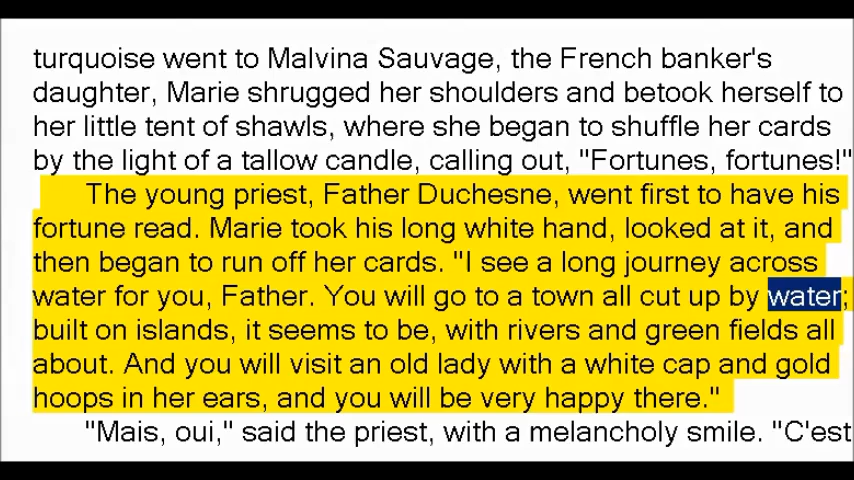 turquoise went to Malvina Sauvage, the French banker's
daughter, Marie shrugged her shoulders and betook herself to
her little tent of shawls, where she began to shuffle her cards
by the light of a tallow candle, calling out, "Fortunes, fortunes!"
The young priest, Father Duchesne, went first to have his
fortune read. Marie took his long white hand, looked at it, and
then began to run off her cards. "I see a long journey across
water for you, Father. You will go to a town all cut up by water;
built on islands, it seems to be, with rivers and green fields all
about. And you will visit an old lady with a white cap and gold
hoops in her ears, and you will be very happy there."
"Mais, oui," said the priest, with a melancholy smile. "C'est